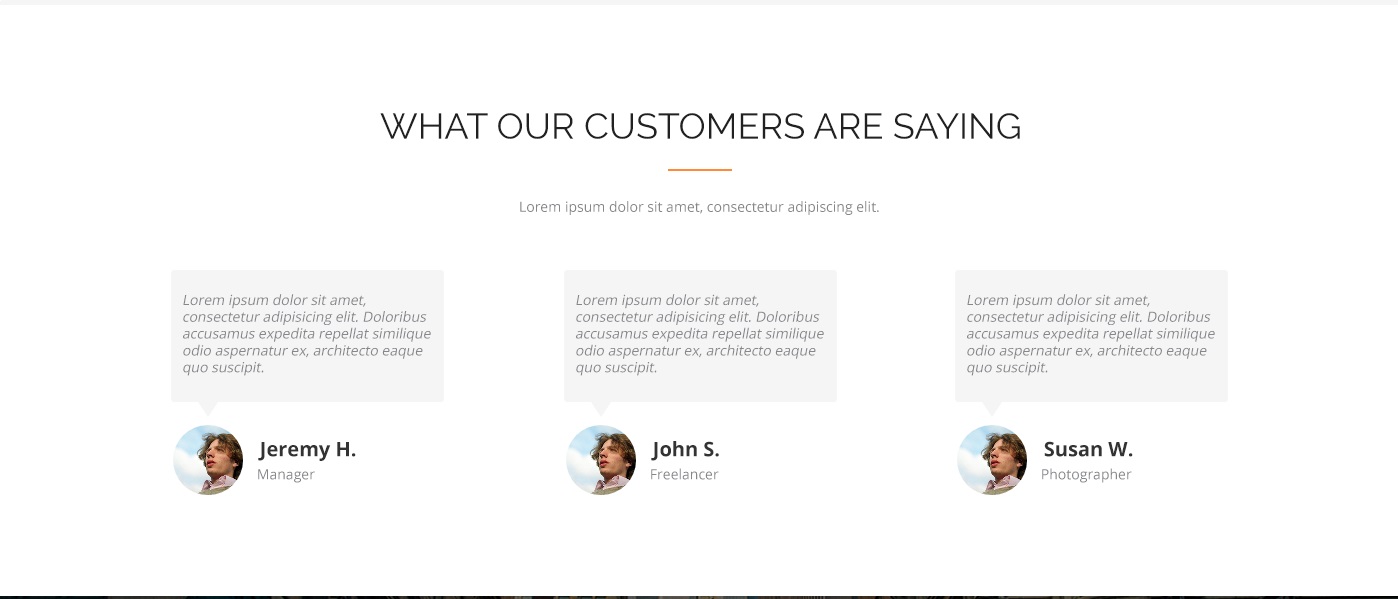 WHAT OUR CUSTOMERS ARE SAYING
Lorem ipsum dolor sit amet, consectetur adipiscing elit.
Lorem ipsum dolor sit amet,
consectetur adipisicing elit. Doloribus
accusamus expedita repellat similique
odio aspernatur ex, architecto eaque
quo suscipit.
Jeremy H.
Manager
Lorem ipsum dolor sit amet,
consectetur adipisicing elit. Doloribus
accusamus expedita repellat similique
odio aspernatur ex, architecto eaque
quo suscipit.
John S.
Freelancer
Lorem ipsum dolor sit amet,
consectetur adipisicing elit. Doloribus
accusamus expedita repellat similique
odio aspernatur ex, architecto eaque
quo suscipit.
Susan W.
Photographer